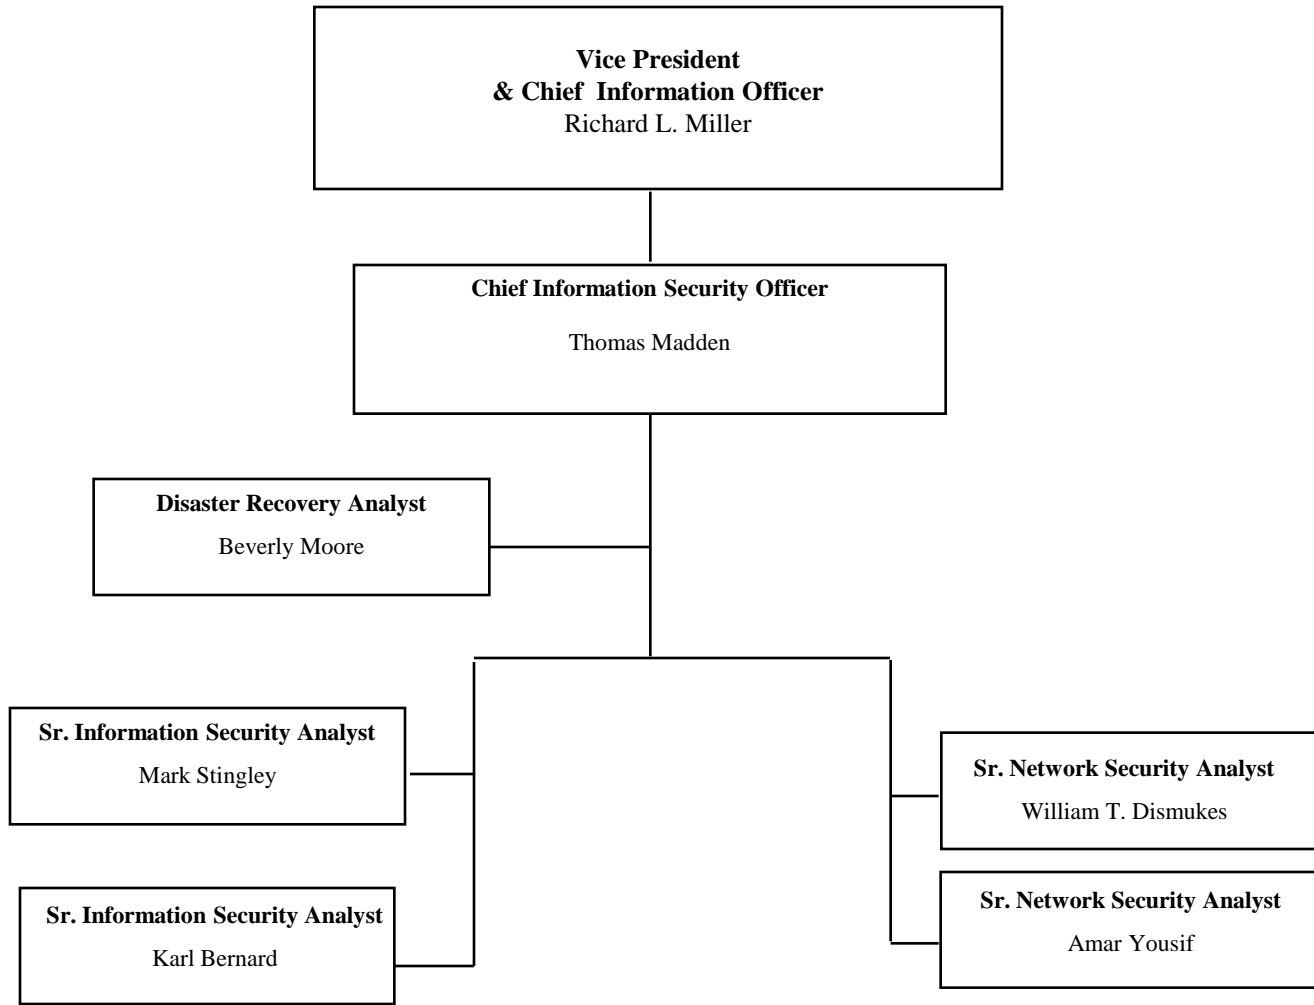 Vice President
& Chief Information Officer
Richard L. Miller
Chief Information Security Officer
Thomas Madden
Disaster Recovery Analyst
Beverly Moore
Sr. Information Security Analyst
Mark Stingley
Sr. Network Security Analyst
William T. Dismukes
Sr. Information Security Analyst
Karl Bernard
Sr. Network Security Analyst
Amar Yousif